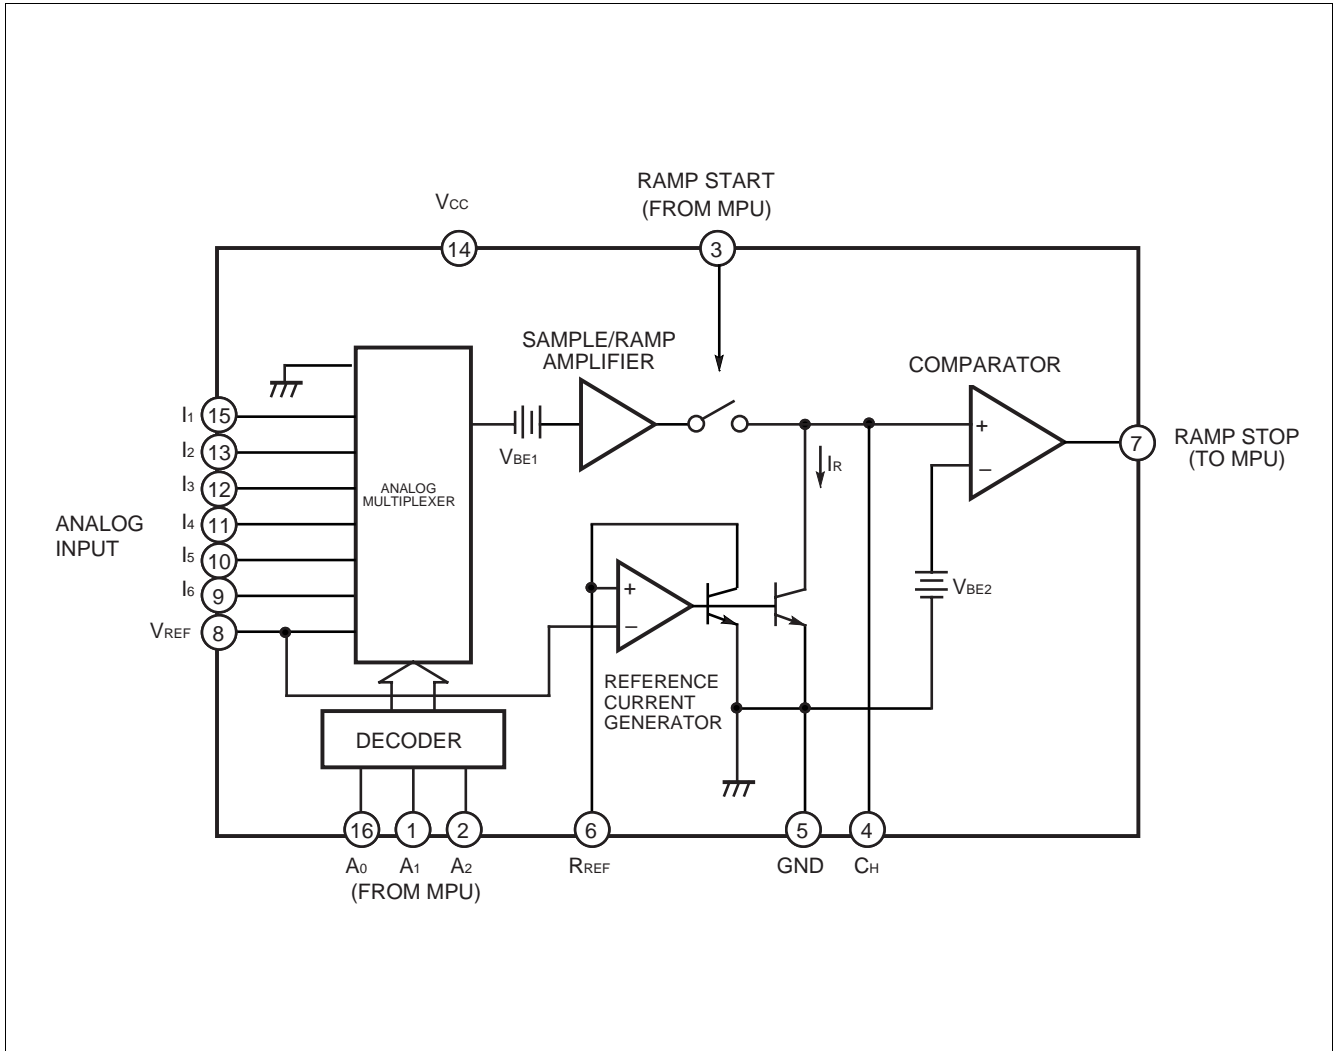 RAMP START
(FROM MPU)
VCC
14
3
SAMPLE/RAMP
AMPLIFIER
COMPARATOR
I1
15
I2
13
I3
12
I4
11
I5
10
I6
9
VREF
8
ANALOG
INPUT
ANALOG
MULTIPLEXER
VBE1
IR
+
−
7
RAMP STOP
(TO MPU)
VBE2
+
−
REFERENCE
CURRENT
GENERATOR
DECODER
16
1
2
6
5
4
A0
A1
A2
(FROM MPU)
RREF
GND
CH